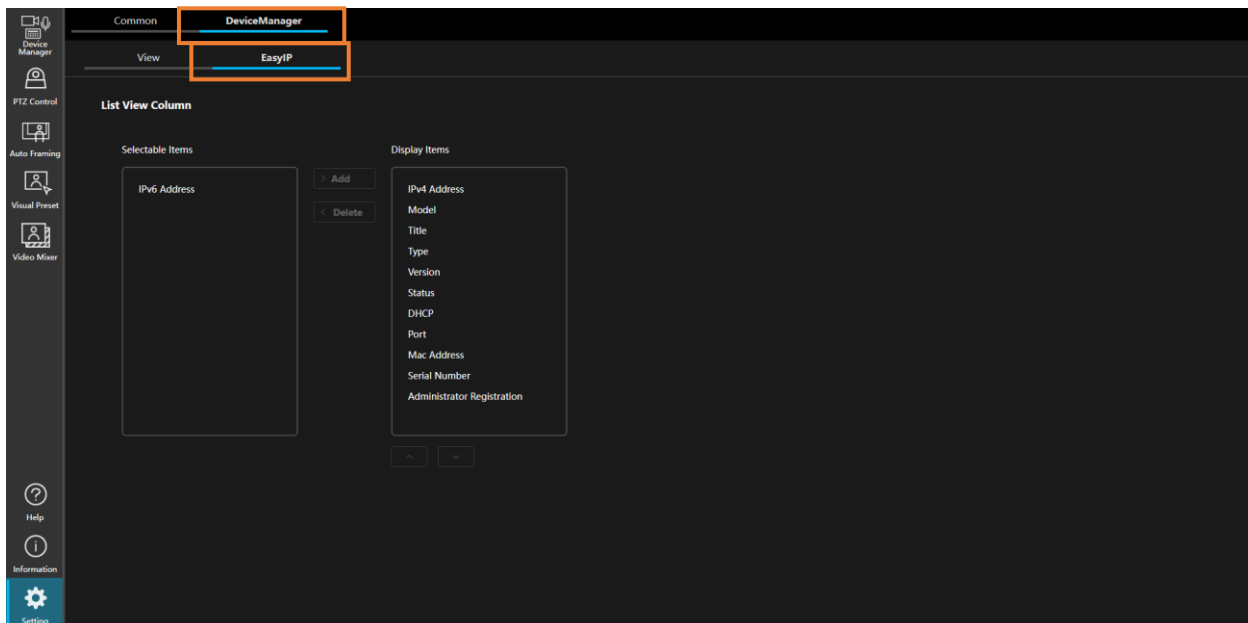 Common
DeviceManager
View
EasyIP
Device
Manager
PTZ Control
Auto Framing
Visual Preset
Video Mixer
Help
Information
Setting
List View Column
Selectable Items
IPv6 Address
> Add
< Delete
Display Items
IPv4 Address
Model
Title
Type
Version
Status
DHCP
Port
Mac Address
Serial Number
Administrator Registration